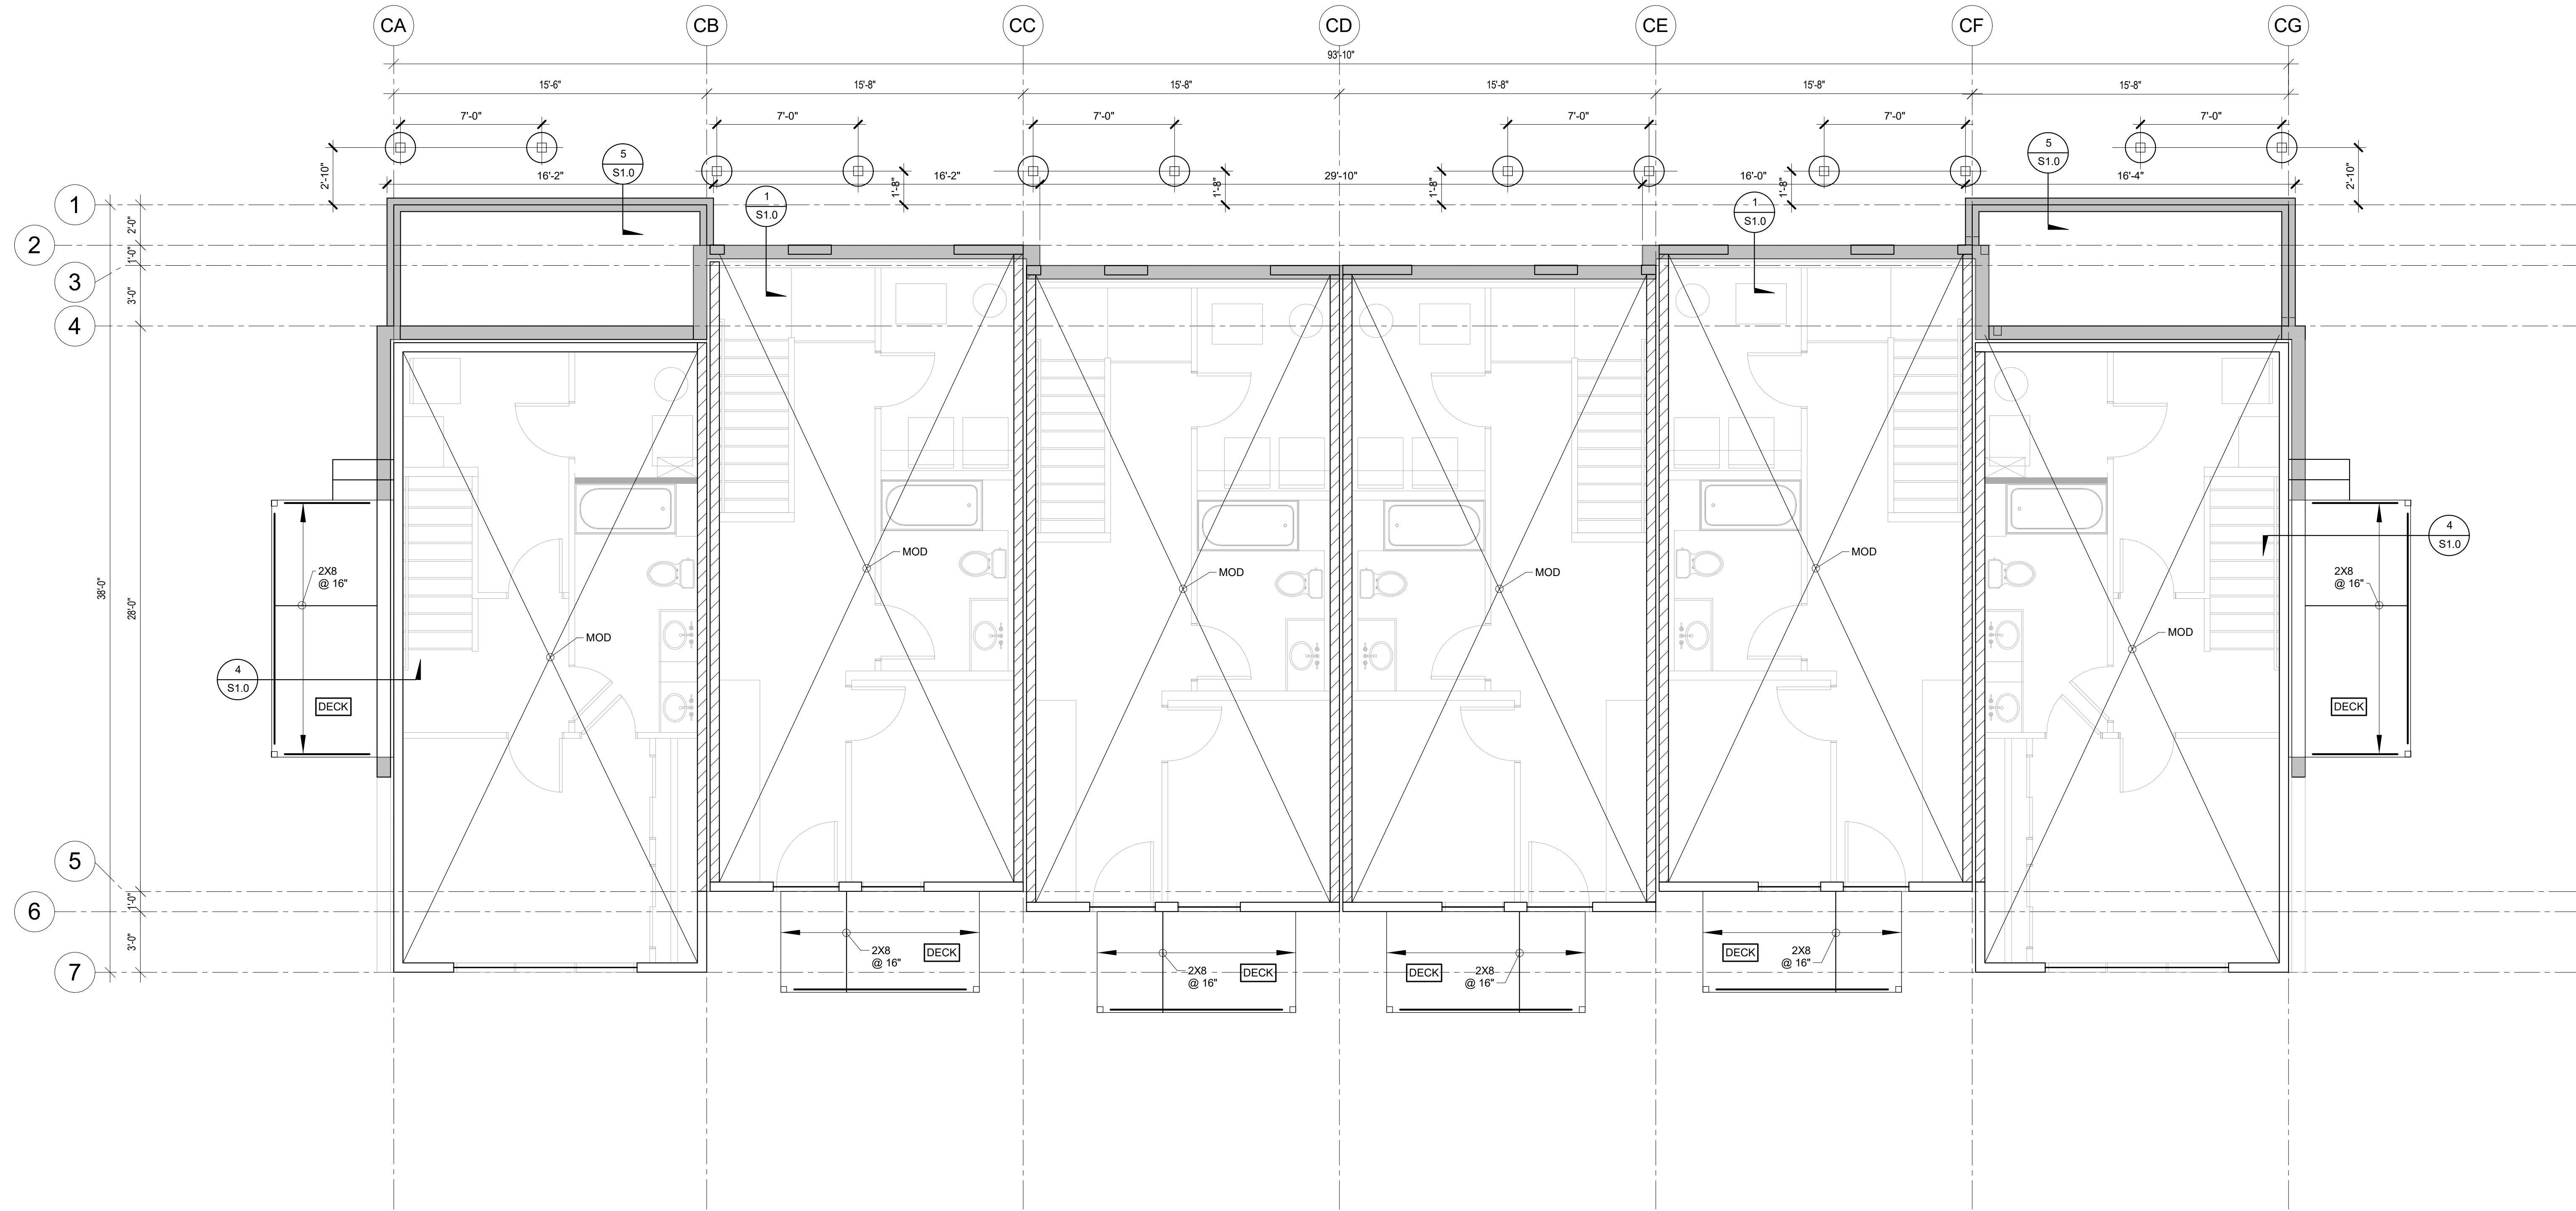 CA
CB
CC
CD
CE
CF
CG
93'-10"
15'-6"
15'-8"
15'-8"
15'-8"
15'-8"
15'-8"
7'-0"
7'-0"
7'-0"
7'-0"
7'-0"
7'-0"
2'-10"
5
S1.0
16'-2"
1'-8"
16'-2"
1'-8"
29'-10"
1'-8"
16'-0"
1'-8"
16'-4"
5
S1.0
2'-10"
1
S1.0
1
S1.0
1
2
3
4
5
6
7
2'-0"
1'-0"
3'-0"
38'-0"
28'-0"
1'-0"
3'-0"
2X8
@ 16"
4
S1.0
DECK
MOD
MOD
MOD
MOD
MOD
MOD
4
S1.0
2X8
@ 16"
DECK
2X8
@ 16"
DECK
2X8
@ 16"
DECK
DECK
2X8
@ 16"
DECK
2X8
@ 16"